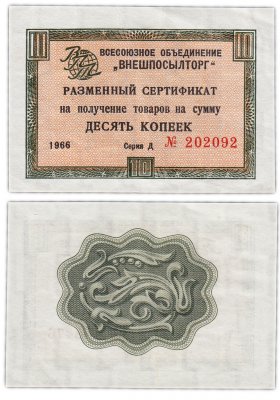 10 10
ВСЕСОЮЗНОЕ ОБЪЕДИНЕНИЕ
„ВНЕШПОСЫЛТОРГ"
РАЗМЕННЫЙ СЕРТИФИКАТ
на получение товаров на сумму
ДЕСЯТЬ КОПЕЕК
1966 Серия Д № 202092
10